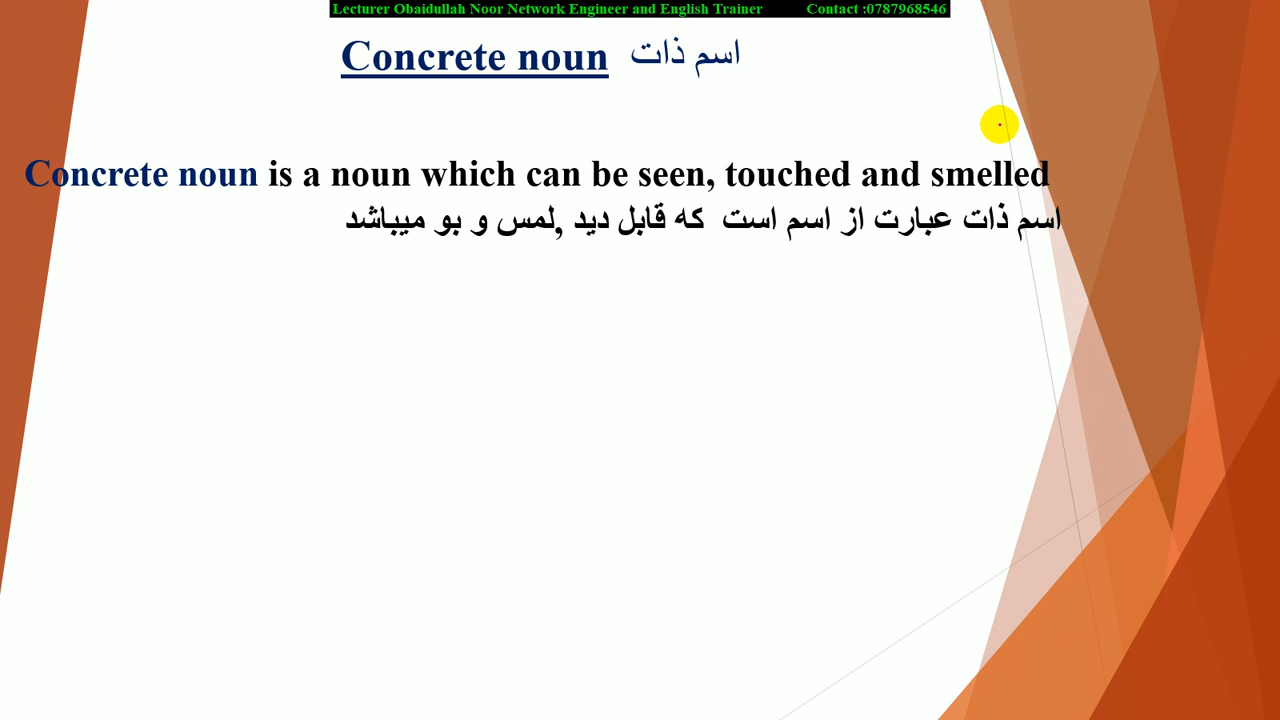 Lecturer Obaidullah Noor Network Engineer and English Trainer Contact :0787968546
Concrete noun اسم ذات
Concrete noun is a noun which can be seen, touched and smelled
اسم ذات عبارت از اسم است که قابل دید ,لمس و بو میباشد